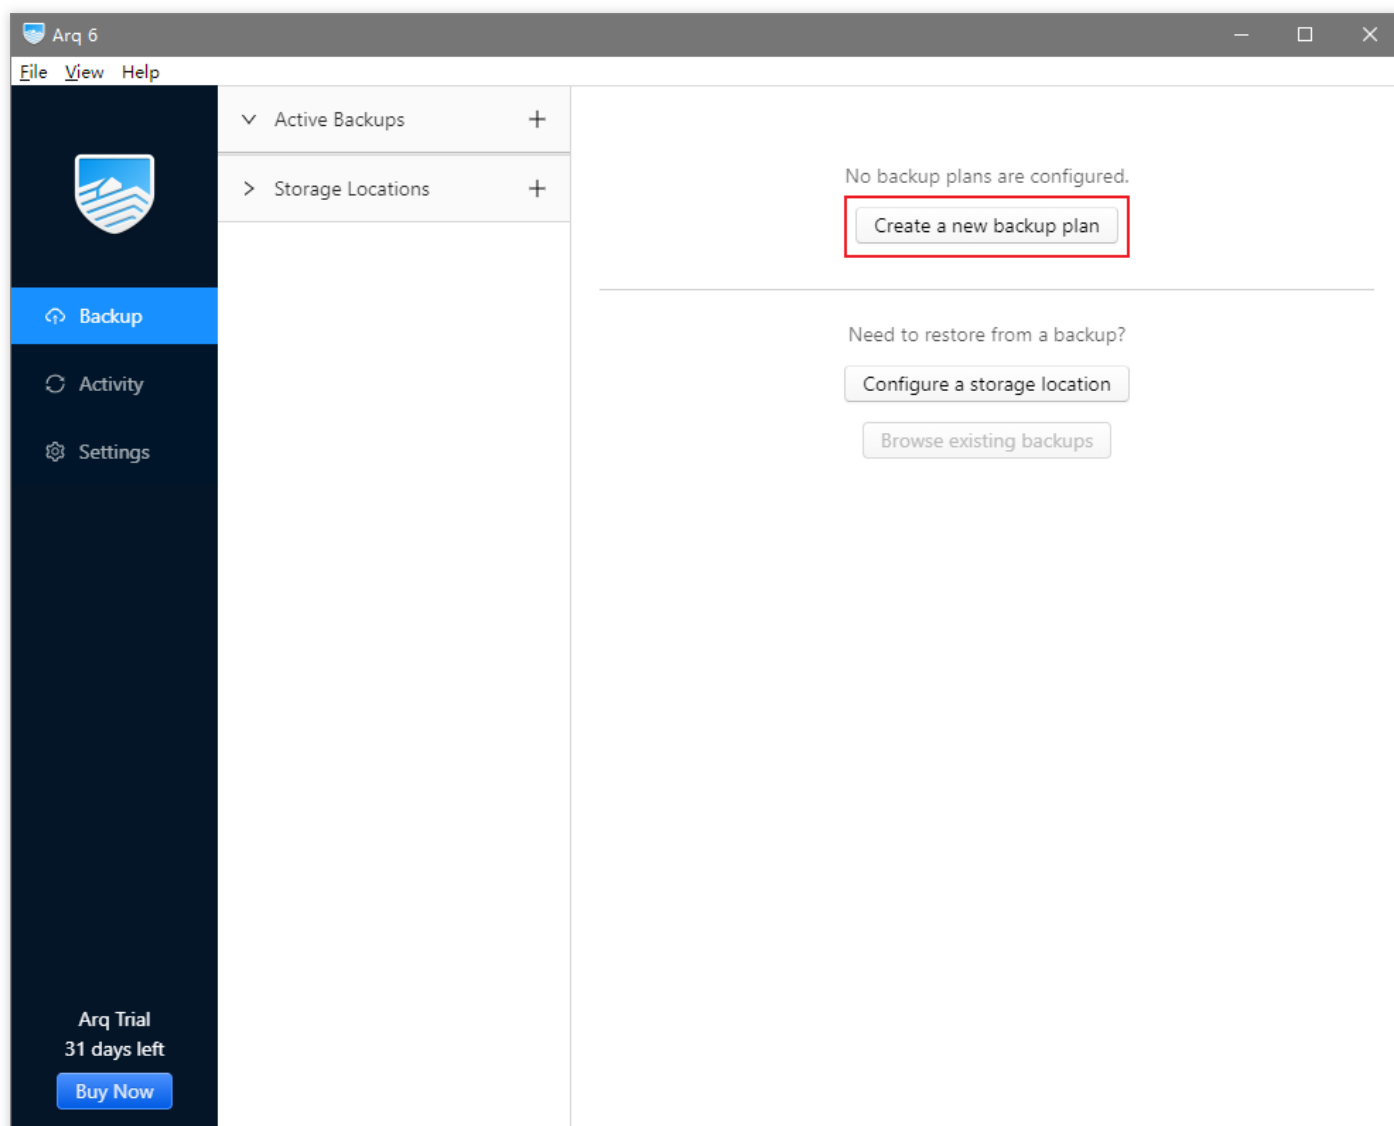 Arq 6
File View Help
Active Backups
Storage Locations
No backup plans are configured.
Create a new backup plan
Need to restore from a backup?
Configure a storage location
Browse existing backups
Backup
Activity
Settings
Arq Trial
31 days left
Buy Now